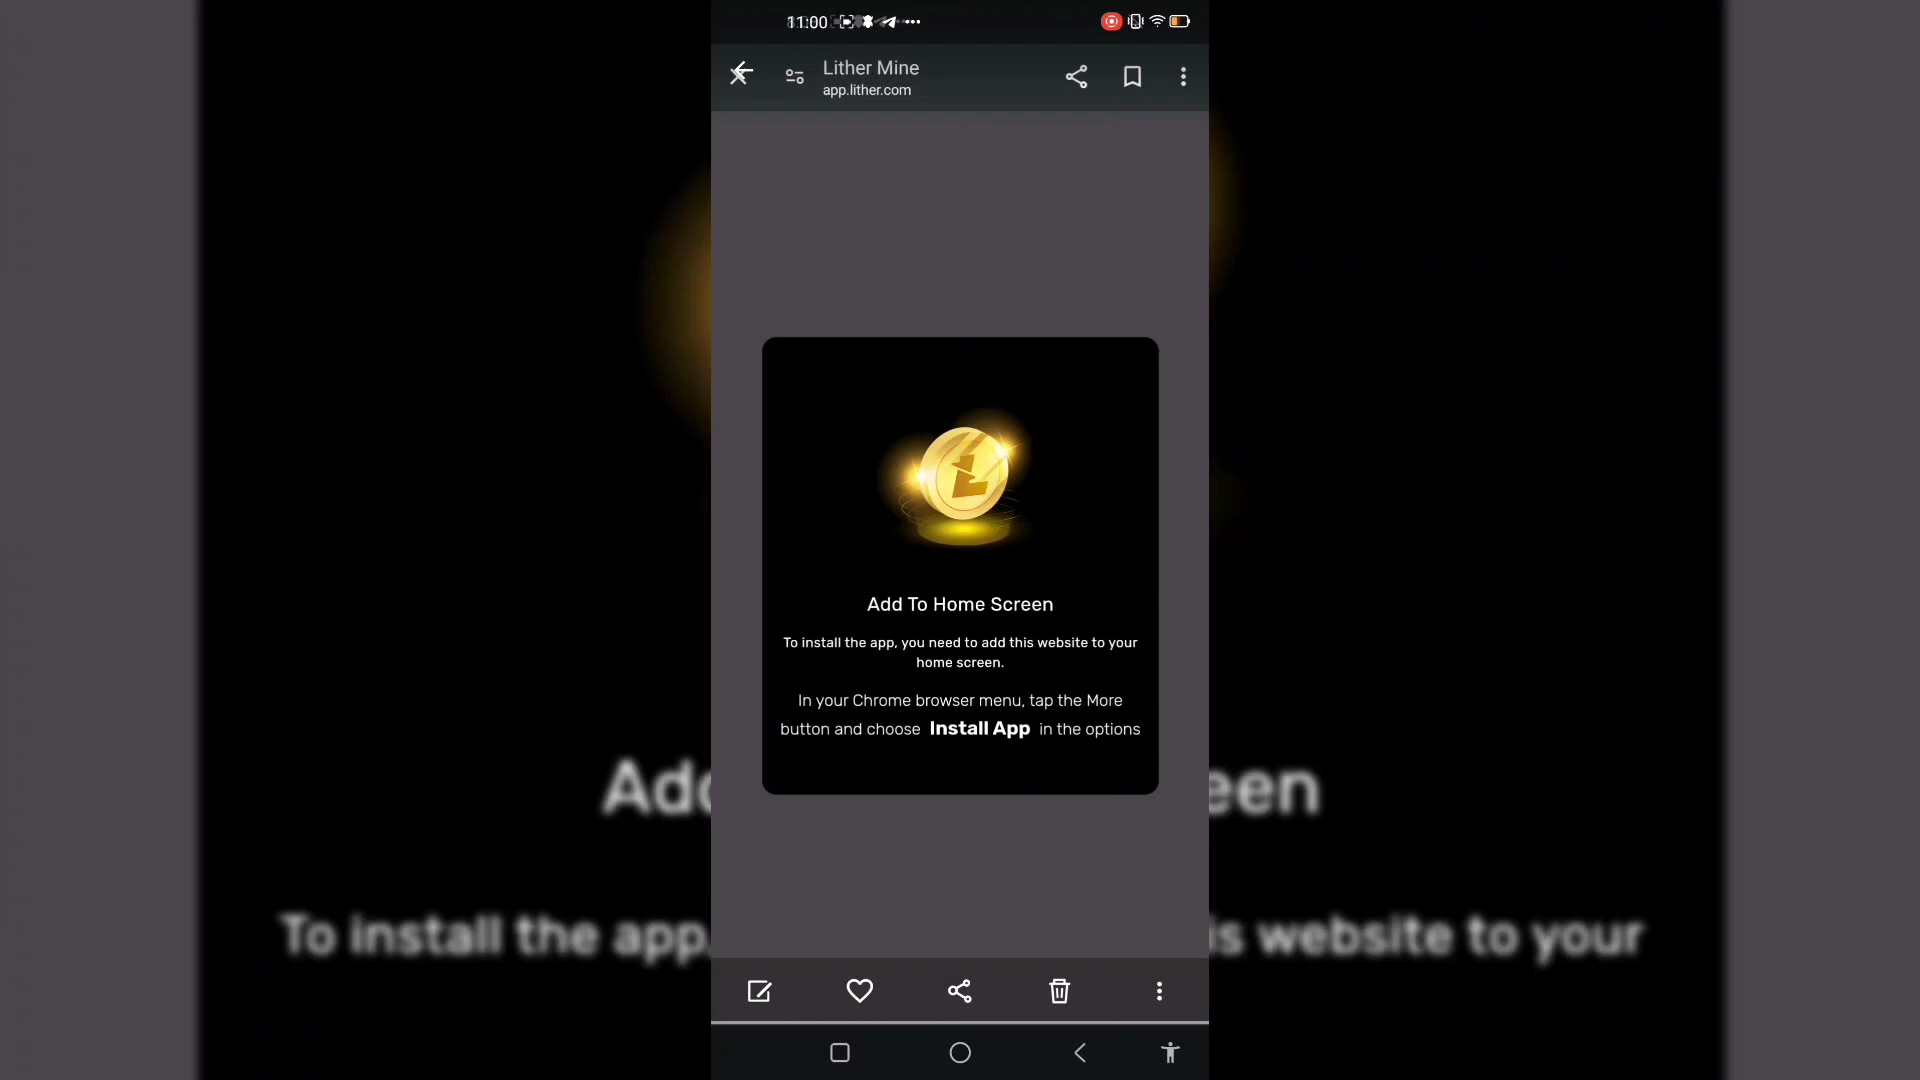 11:00
Lither Mine
app.lither.com
Add To Home Screen
To install the app, you need to add this website to your
home screen.
In your Chrome browser menu, tap the More
button and choose Install App in the options
Add
een
To install the app,
is website to your